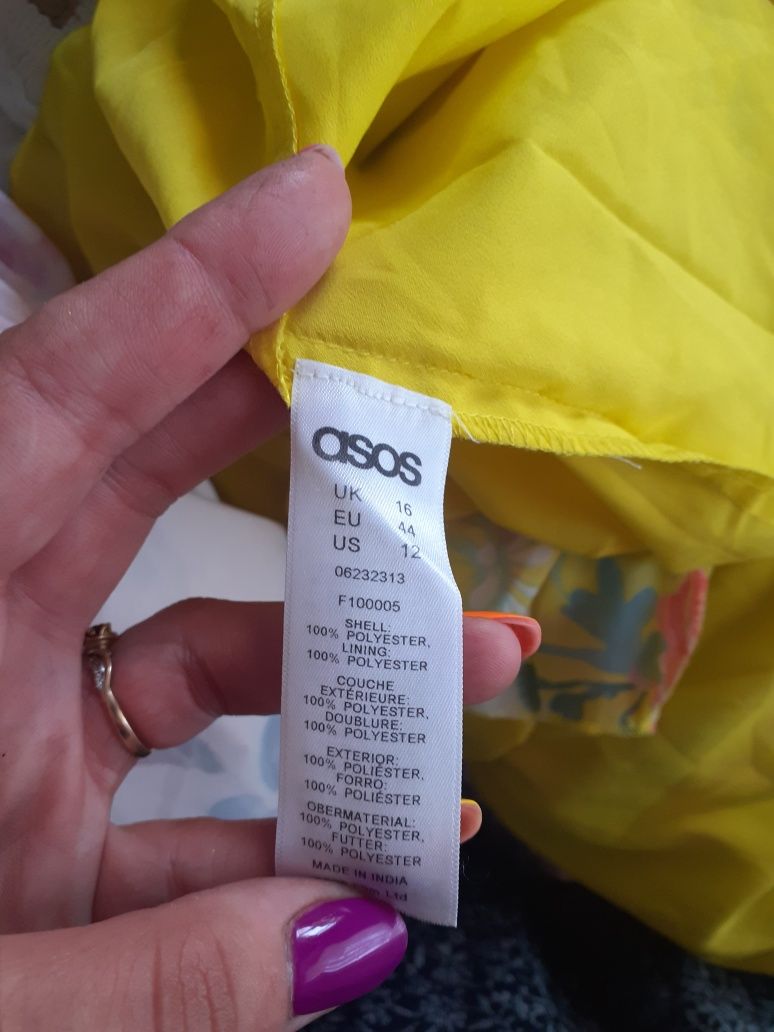 asos
UK 16
EU 44
US 12
06232313
F100005
SHELL:
100% POLYESTER,
LINING:
100% POLYESTER
COUCHE
EXTÉRIEURE:
100% POLYESTER,
DOUBLURE:
100% POLYESTER
EXTERIOR:
100% POLIÉSTER,
FORRO:
100% POLIÉSTER
OBERMATERIAL:
100% POLYESTER,
FUTTER:
100% POLYESTER
MADE IN INDIA
Ltd